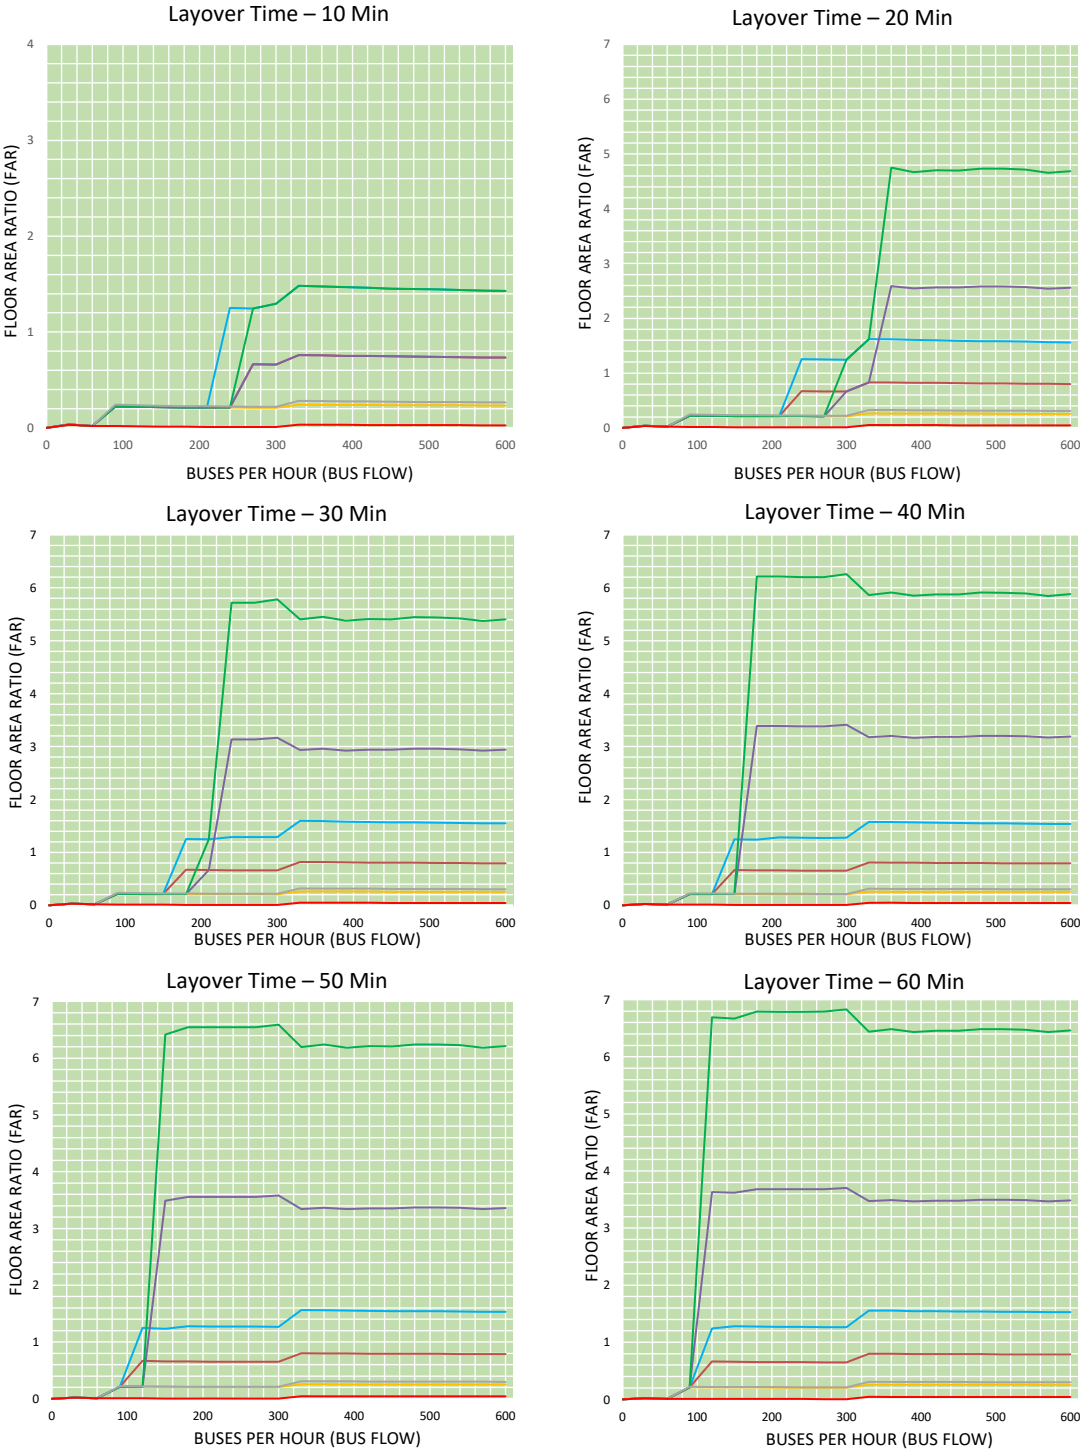 Layover Time – 10 Min
4
3
2
1
0
0 100 200 300 400 500 600
FLOOR AREA RATIO (FAR)
BUSES PER HOUR (BUS FLOW)
Layover Time – 20 Min
7
6
5
4
3
2
1
0
0 100 200 300 400 500 600
FLOOR AREA RATIO (FAR)
BUSES PER HOUR (BUS FLOW)
Layover Time – 30 Min
7
6
5
4
3
2
1
0
0 100 200 300 400 500 600
FLOOR AREA RATIO (FAR)
BUSES PER HOUR (BUS FLOW)
Layover Time – 40 Min
7
6
5
4
3
2
1
0
0 100 200 300 400 500 600
FLOOR AREA RATIO (FAR)
BUSES PER HOUR (BUS FLOW)
Layover Time – 50 Min
7
6
5
4
3
2
1
0
0 100 200 300 400 500 600
FLOOR AREA RATIO (FAR)
BUSES PER HOUR (BUS FLOW)
Layover Time – 60 Min
7
6
5
4
3
2
1
0
0 100 200 300 400 500 600
FLOOR AREA RATIO (FAR)
BUSES PER HOUR (BUS FLOW)